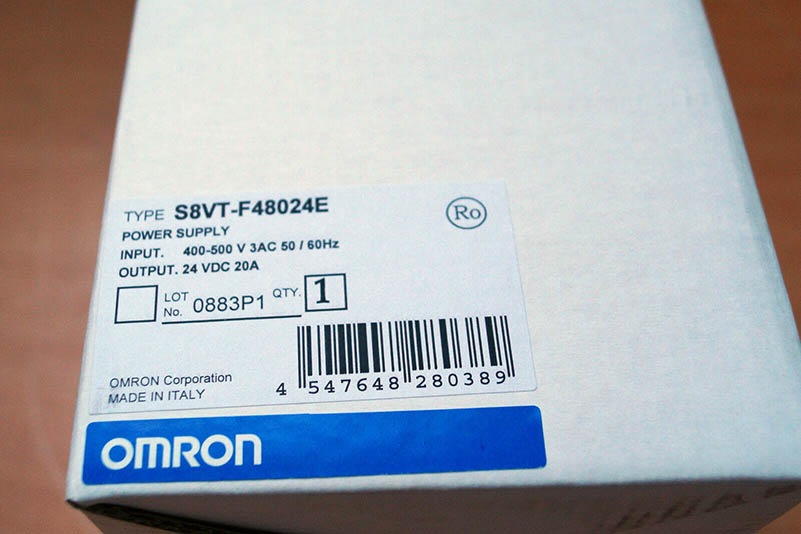 TYPE S8VT-F48024E
Ro
POWER SUPPLY
INPUT. 400-500 V 3AC 50 / 60Hz
OUTPUT. 24 VDC 20A
LOT No. 0883P1 QTY. 1
4 547648 280389
OMRON Corporation
MADE IN ITALY
OMRON